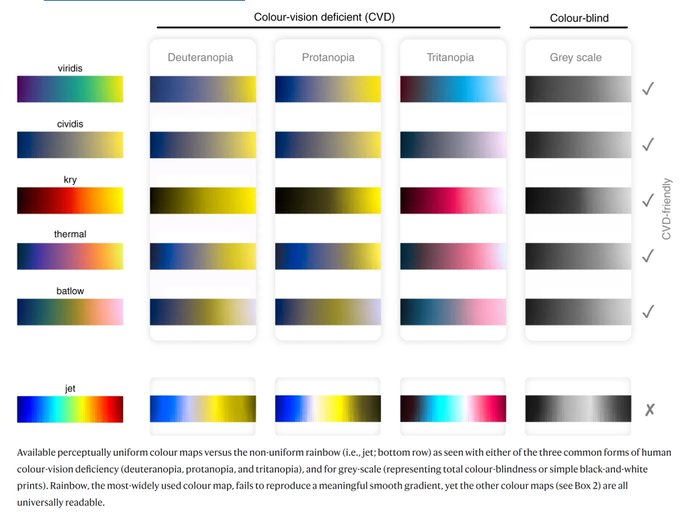 Colour-vision deficient (CVD)
Colour-blind
Deuteranopia
Protanopia
Tritanopia
Grey scale
viridis
✓
cividis
✓
kry
✓
thermal
✓
batlow
✓
CVD-friendly
jet
✗
Available perceptually uniform colour maps versus the non-uniform rainbow (i.e., jet; bottom row) as seen with either of the three common forms of human
colour-vision deficiency (deuteranopia, protanopia, and tritanopia), and for grey-scale (representing total colour-blindness or simple black-and-white
prints). Rainbow, the most-widely used colour map, fails to reproduce a meaningful smooth gradient, yet the other colour maps (see Box 2) are all
universally readable.